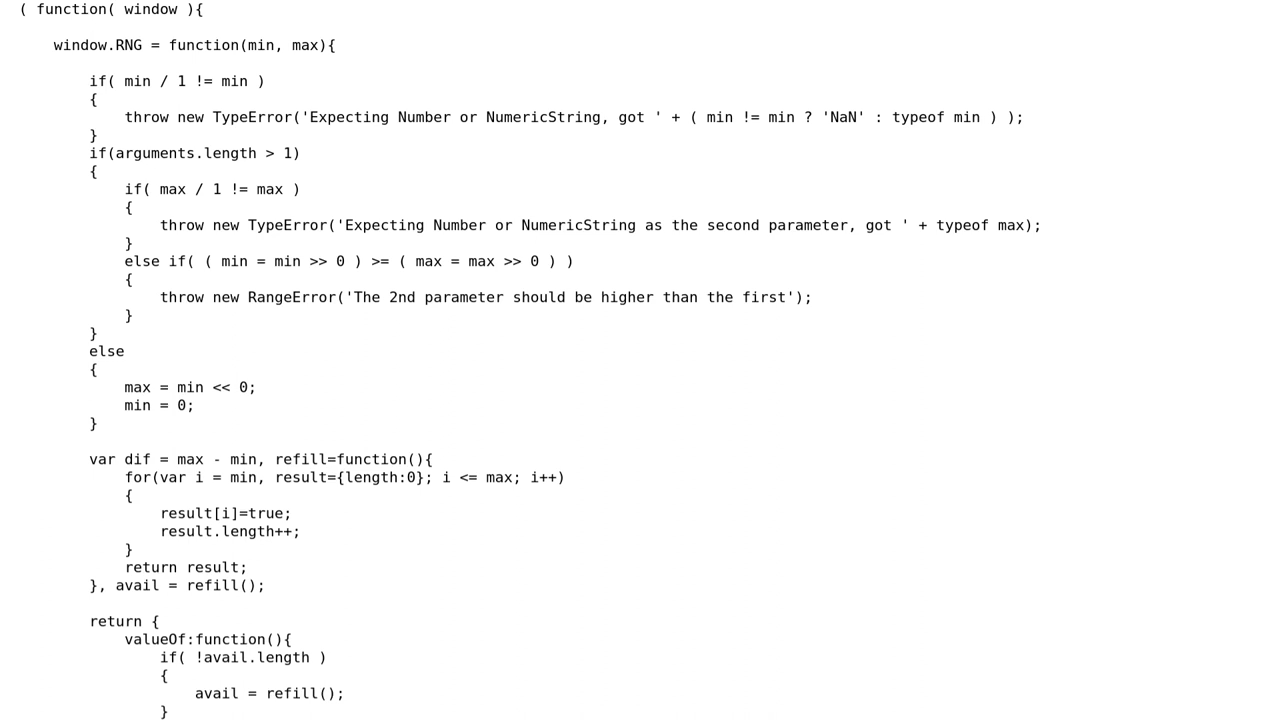 ( function( window ){

    window.RNG = function(min, max){

        if( min / 1 != min )
        {
            throw new TypeError('Expecting Number or NumericString, got ' + ( min != min ? 'NaN' : typeof min ) );
        }
        if(arguments.length > 1)
        {
            if( max / 1 != max )
            {
                throw new TypeError('Expecting Number or NumericString as the second parameter, got ' + typeof max);
            }
            else if( ( min = min >> 0 ) >= ( max = max >> 0 ) )
            {
                throw new RangeError('The 2nd parameter should be higher than the first');
            }
        }
        else
        {
            max = min << 0;
            min = 0;
        }

        var dif = max - min, refill=function(){
            for(var i = min, result={length:0}; i <= max; i++)
            {
                result[i]=true;
                result.length++;
            }
            return result;
        }, avail = refill();

        return {
            valueOf:function(){
                if( !avail.length )
                {
                    avail = refill();
                }